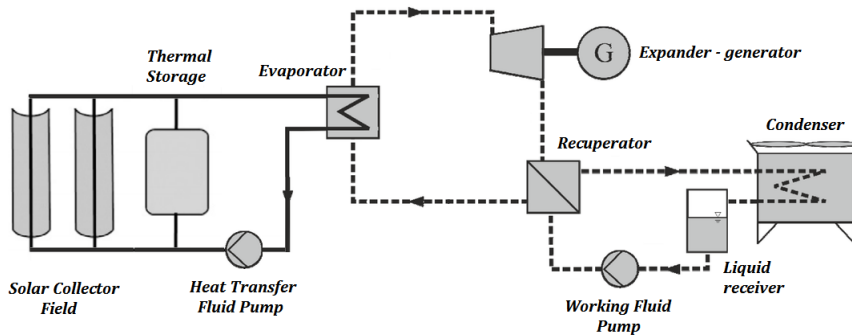 Thermal
Storage
Evaporator
G
Expander - generator
Recuperator
Condenser
Solar Collector
Field
Heat Transfer
Fluid Pump
Working Fluid
Pump
Liquid
receiver